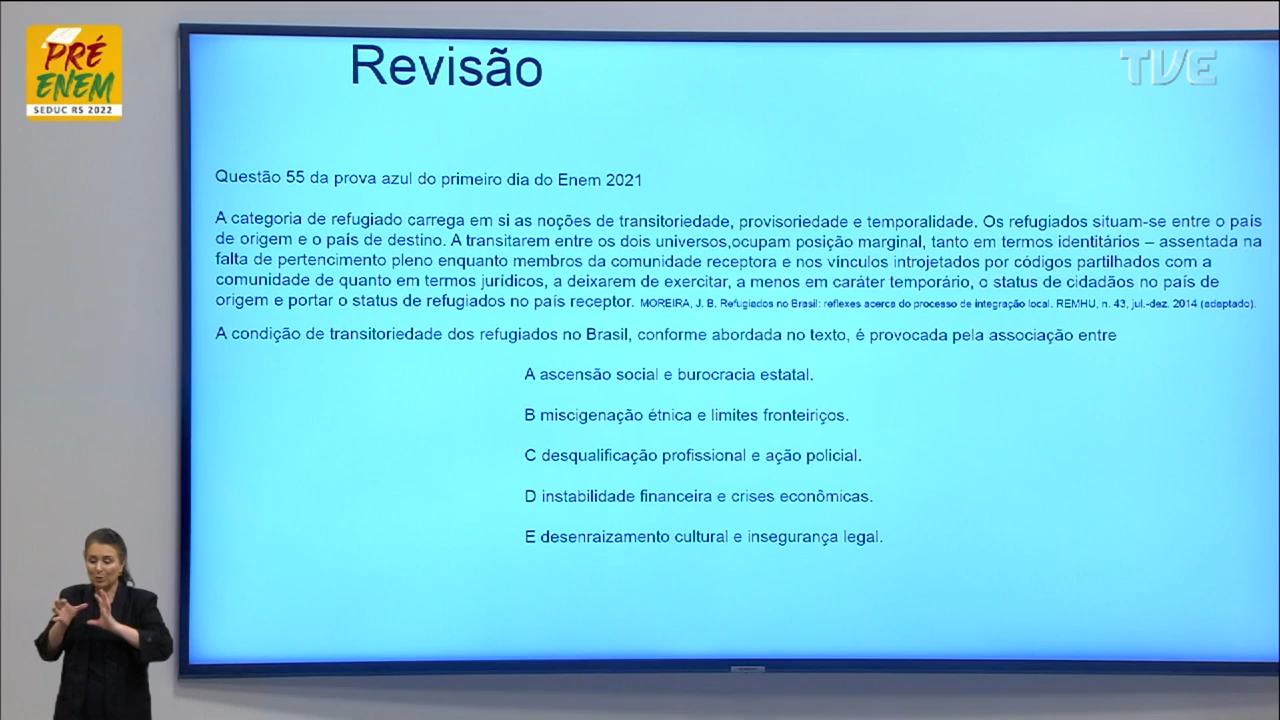 PRÉ
ENEM
SEDUC RS 2022
TVE
Revisão
Questão 55 da prova azul do primeiro dia do Enem 2021
A categoria de refugiado carrega em si as noções de transitoriedade, provisoriedade e temporalidade. Os refugiados situam-se entre o país
de origem e o país de destino. A transitarem entre os dois universos,ocupam posição marginal, tanto em termos identitários – assentada na
falta de pertencimento pleno enquanto membros da comunidade receptora e nos vínculos introjetados por códigos partilhados com a
comunidade de quanto em termos jurídicos, a deixarem de exercitar, a menos em caráter temporário, o status de cidadãos no país de
origem e portar o status de refugiados no país receptor. MOREIRA, J. B. Refugiados no Brasil: reflexes acerca do processo de integração local. REMHU, n. 43, jul.-dez. 2014 (adaptado).
A condição de transitoriedade dos refugiados no Brasil, conforme abordada no texto, é provocada pela associação entre
A ascensão social e burocracia estatal.
B miscigenação étnica e limites fronteiriços.
C desqualificação profissional e ação policial.
D instabilidade financeira e crises econômicas.
E desenraizamento cultural e insegurança legal.